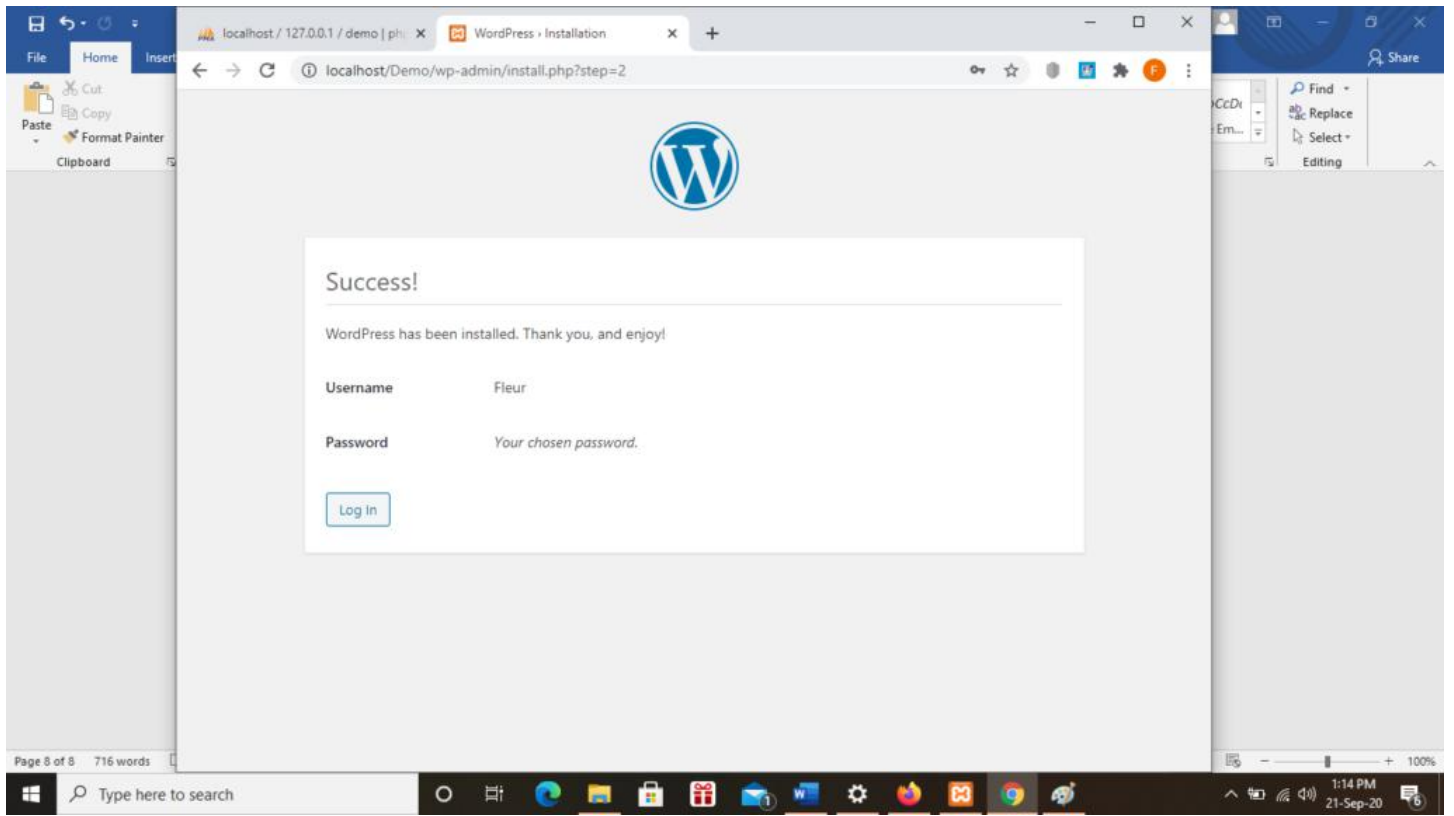 File Home Insert
Share
Cut
Copy
Paste
Format Painter
Clipboard
Find
Replace
Select
Editing
Em...
localhost / 127.0.0.1 / demo | ph
WordPress › Installation
localhost/Demo/wp-admin/install.php?step=2
F
Success!
WordPress has been installed. Thank you, and enjoy!
Username Fleur
Password Your chosen password.
Log In
Page 8 of 8 716 words
100%
Type here to search
1:14 PM
21-Sep-20